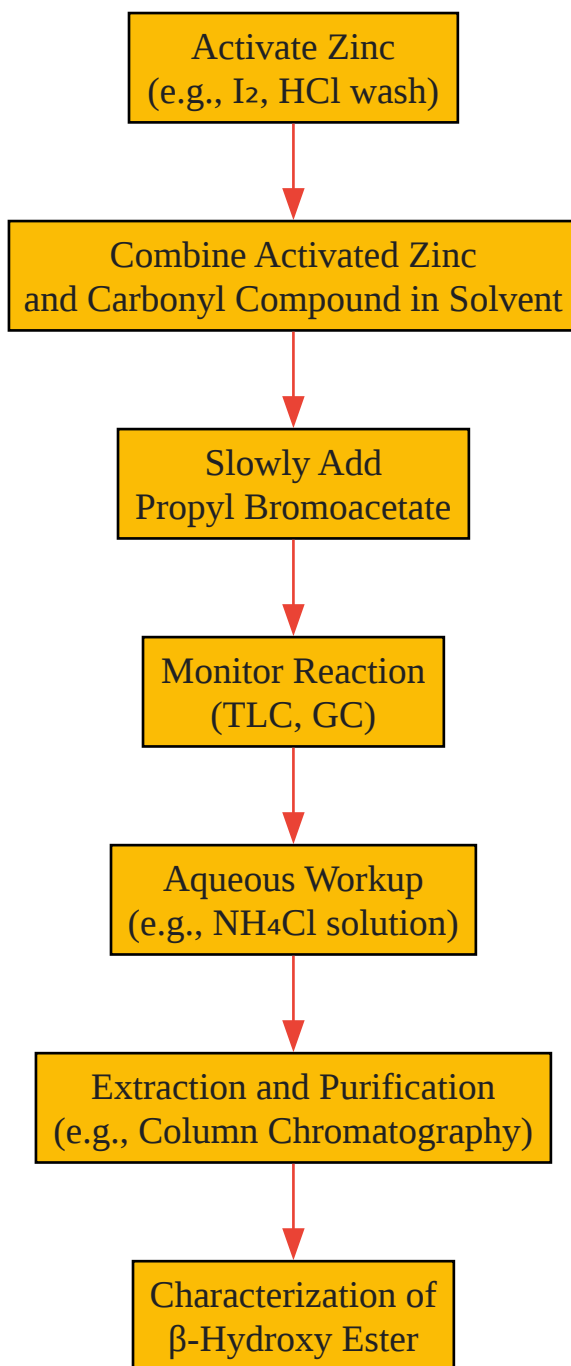 Activate Zinc
(e.g., I₂, HCl wash)
Combine Activated Zinc
and Carbonyl Compound in Solvent
Slowly Add
Propyl Bromoacetate
Monitor Reaction
(TLC, GC)
Aqueous Workup
(e.g., NH₄Cl solution)
Extraction and Purification
(e.g., Column Chromatography)
Characterization of
β-Hydroxy Ester